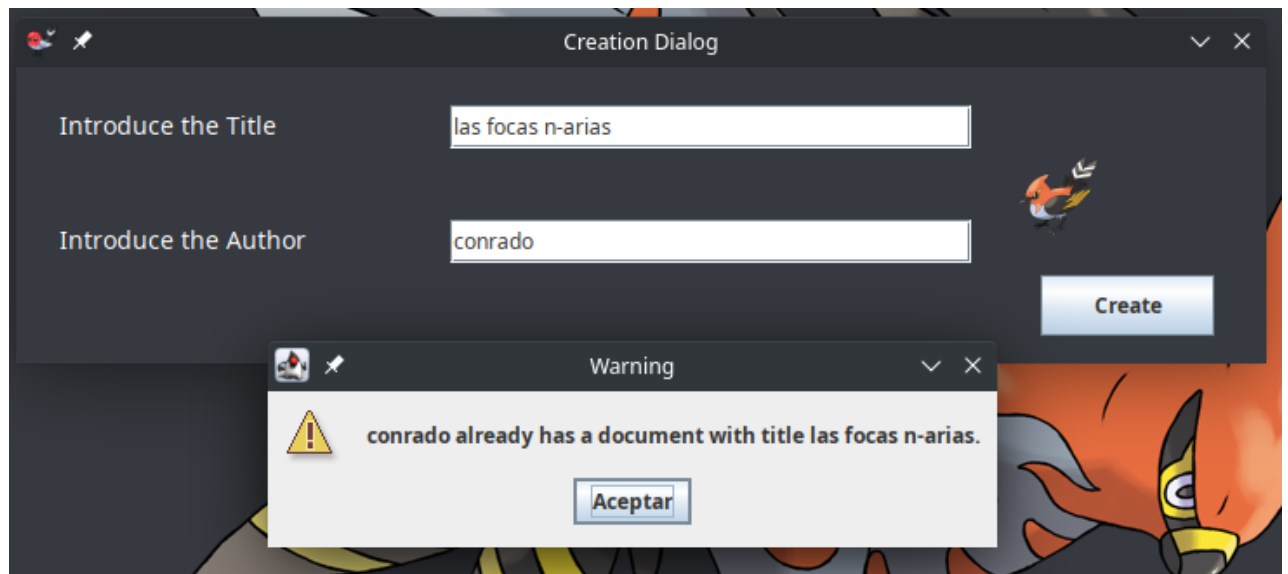 Creation Dialog
Introduce the Title
las focas n-arias
Introduce the Author
conrado
Create
Warning
conrado already has a document with title las focas n-arias.
Aceptar